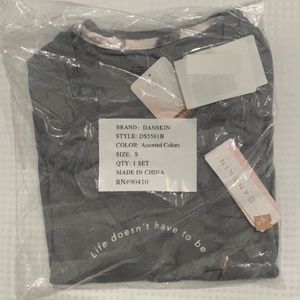 BRAND: DANSKIN
STYLE: DS5501B
COLOR: Assorted Colors
SIZE: S
QTY: 1 SET
MADE IN CHINA
RN#90410
DANSKIN
Life doesn't have to be